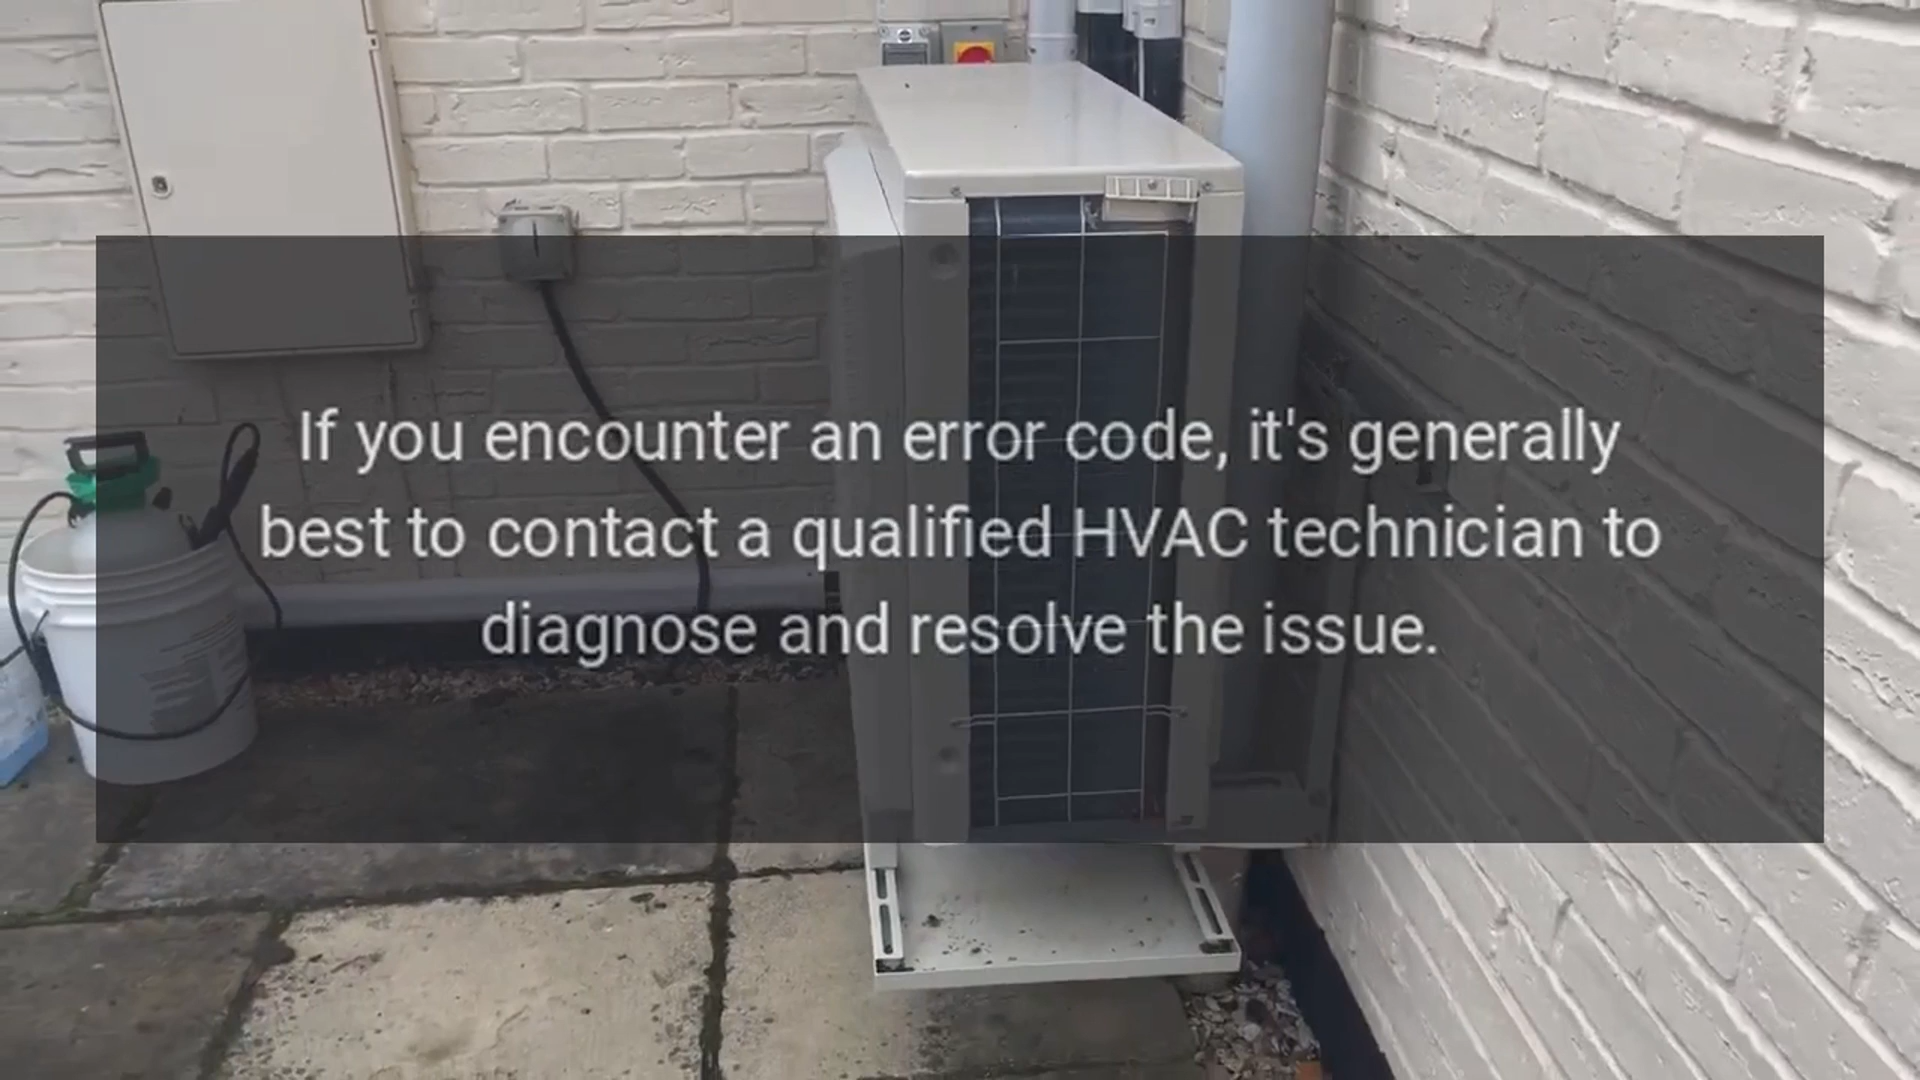 If you encounter an error code, it's generally
best to contact a qualified HVAC technician to
diagnose and resolve the issue.